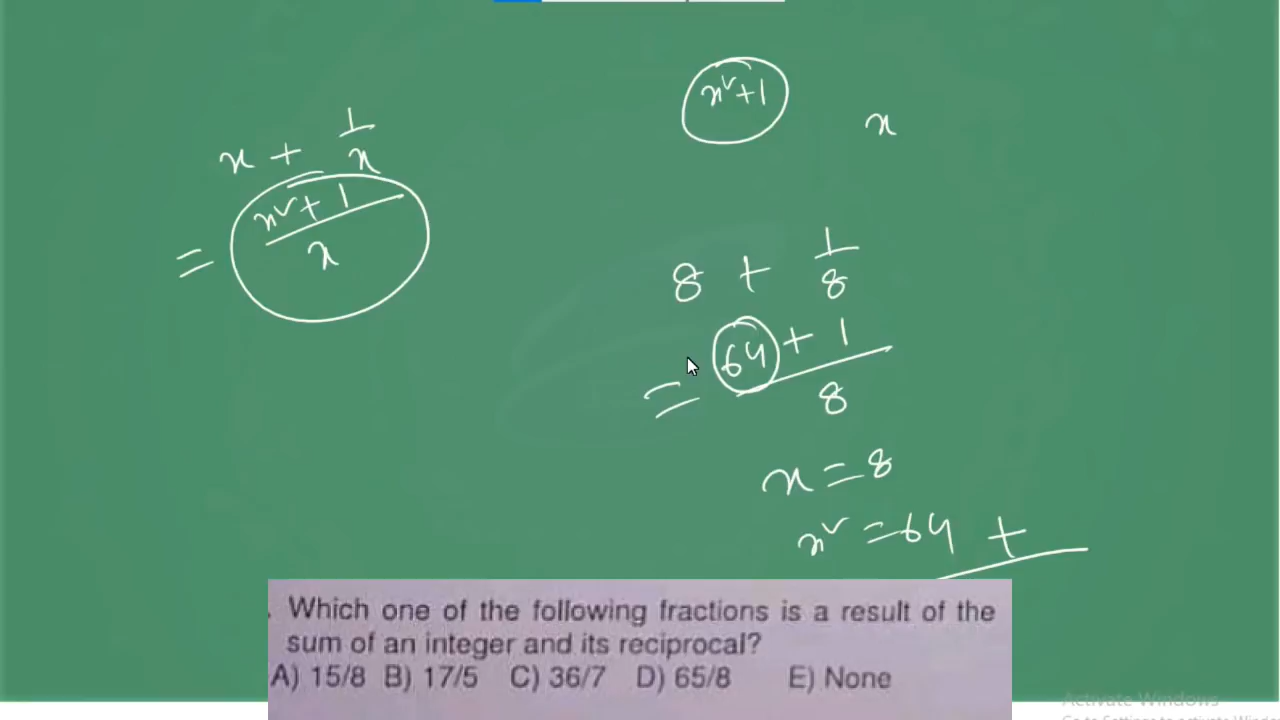 x² + 1
x
x + 1/x
= x² + 1 / x
8 + 1/8
= 64 + 1 / 8
x = 8
x² = 64 +
Which one of the following fractions is a result of the
sum of an integer and its reciprocal?
A) 15/8 B) 17/5 C) 36/7 D) 65/8 E) None
Activate Windows